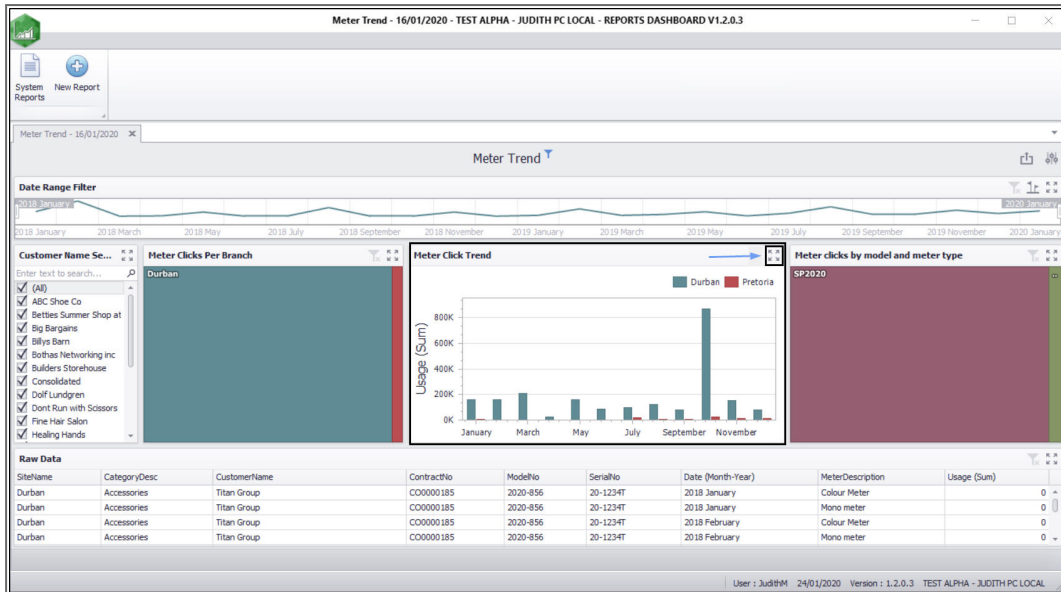 Meter Trend - 16/01/2020 - TEST ALPHA - JUDITH PC LOCAL - REPORTS DASHBOARD V1.2.0.3
System Reports
New Report
Meter Trend - 16/01/2020
Meter Trend
Date Range Filter
2018 January 2020 January
2018 January 2018 March 2018 May 2018 July 2018 September 2018 November 2019 January 2019 March 2019 May 2019 July 2019 September 2019 November 2020 January
Customer Name Se...
Enter text to search...
(All)
ABC Shoe Co
Betties Summer Shop at
Big Bargains
Billys Barn
Bothas Networking inc
Builders Storehouse
Consolidated
Dolf Lundgren
Dont Run with Scissors
Fine Hair Salon
Healing Hands
Meter Clicks Per Branch
Durban
Meter Click Trend
Durban Pretoria
Usage (Sum)
800K
600K
400K
200K
0K
January March May July September November
Meter clicks by model and meter type
SP2020
Raw Data
SiteName CategoryDesc CustomerName ContractNo ModelNo SerialNo Date (Month-Year) MeterDescription Usage (Sum)
Durban Accessories Titan Group CO0000185 2020-856 20-1234T 2018 January Colour Meter 0
Durban Accessories Titan Group CO0000185 2020-856 20-1234T 2018 January Mono meter 0
Durban Accessories Titan Group CO0000185 2020-856 20-1234T 2018 February Colour Meter 0
Durban Accessories Titan Group CO0000185 2020-856 20-1234T 2018 February Mono meter 0
User : JudithM 24/01/2020 Version : 1.2.0.3 TEST ALPHA - JUDITH PC LOCAL